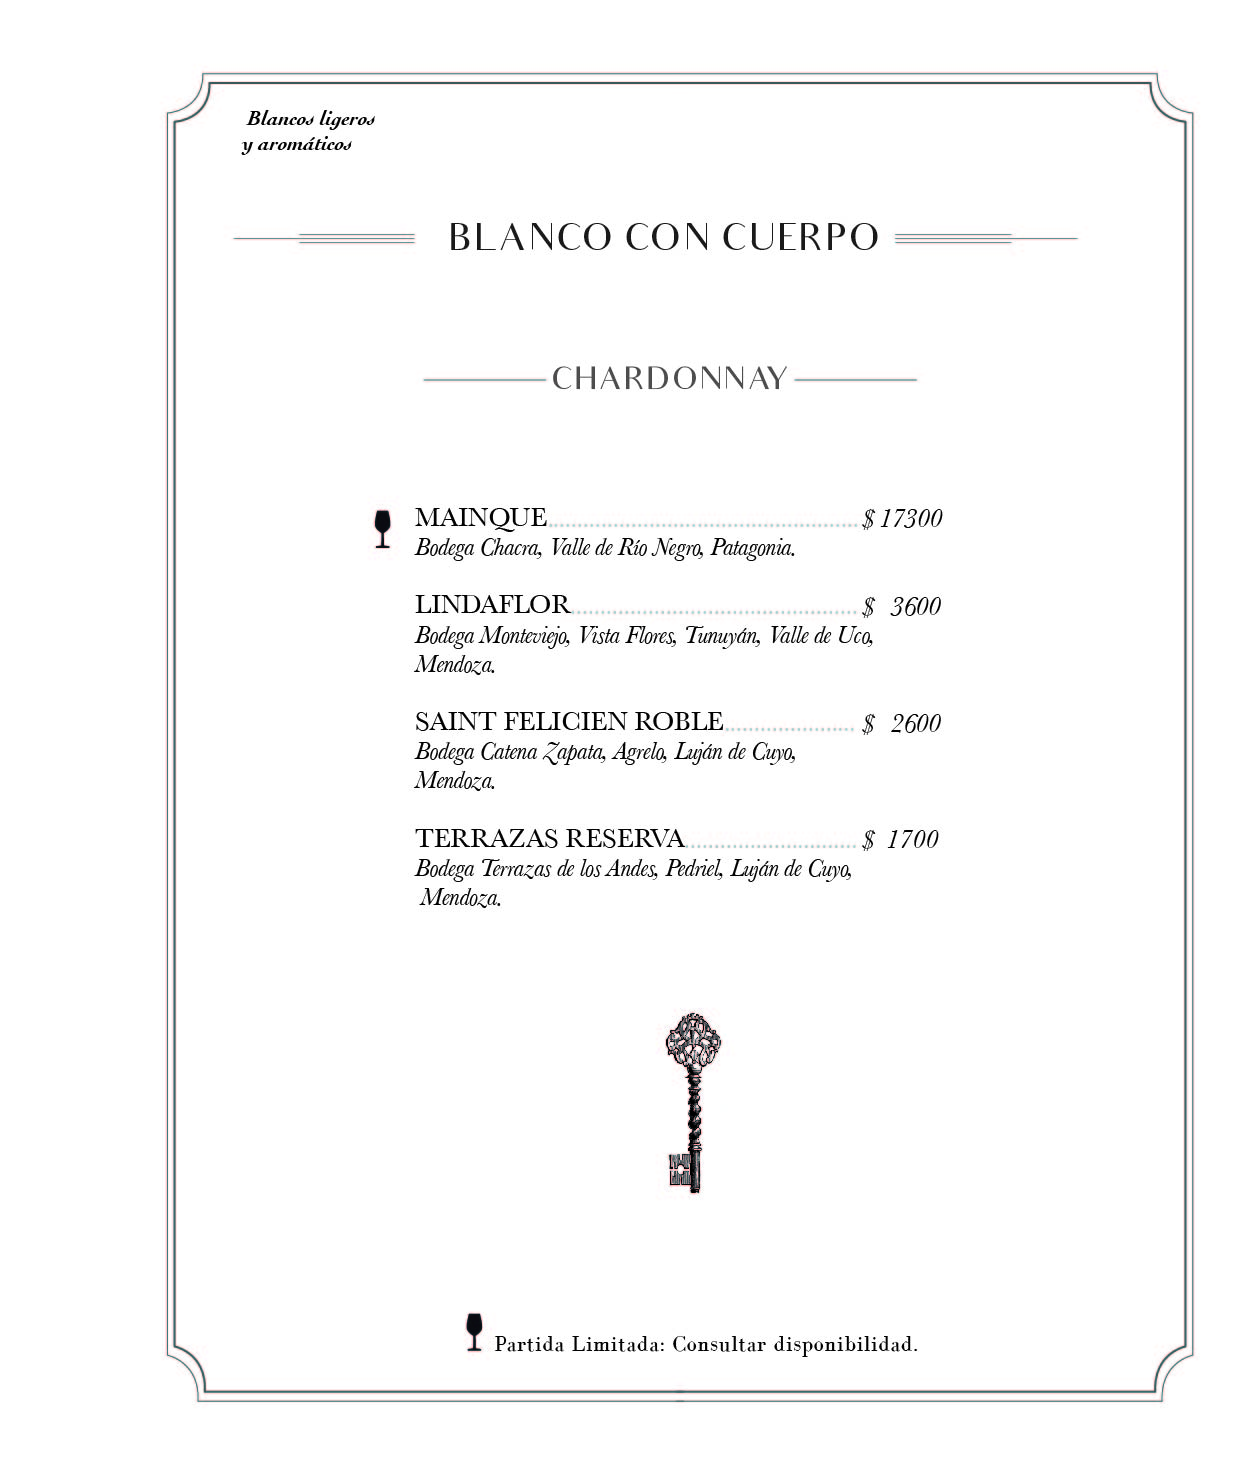 Blancos ligeros
y aromáticos
BLANCO CON CUERPO
CHARDONNAY
MAINQUE $ 17300
Bodega Chacra, Valle de Río Negro, Patagonia.
LINDAFLOR $ 3600
Bodega Monteviejo, Vista Flores, Tunuyán, Valle de Uco,
Mendoza.
SAINT FELICIEN ROBLE $ 2600
Bodega Catena Zapata, Agrelo, Luján de Cuyo,
Mendoza.
TERRAZAS RESERVA $ 1700
Bodega Terrazas de los Andes, Pedriel, Luján de Cuyo,
Mendoza.
Partida Limitada: Consultar disponibilidad.